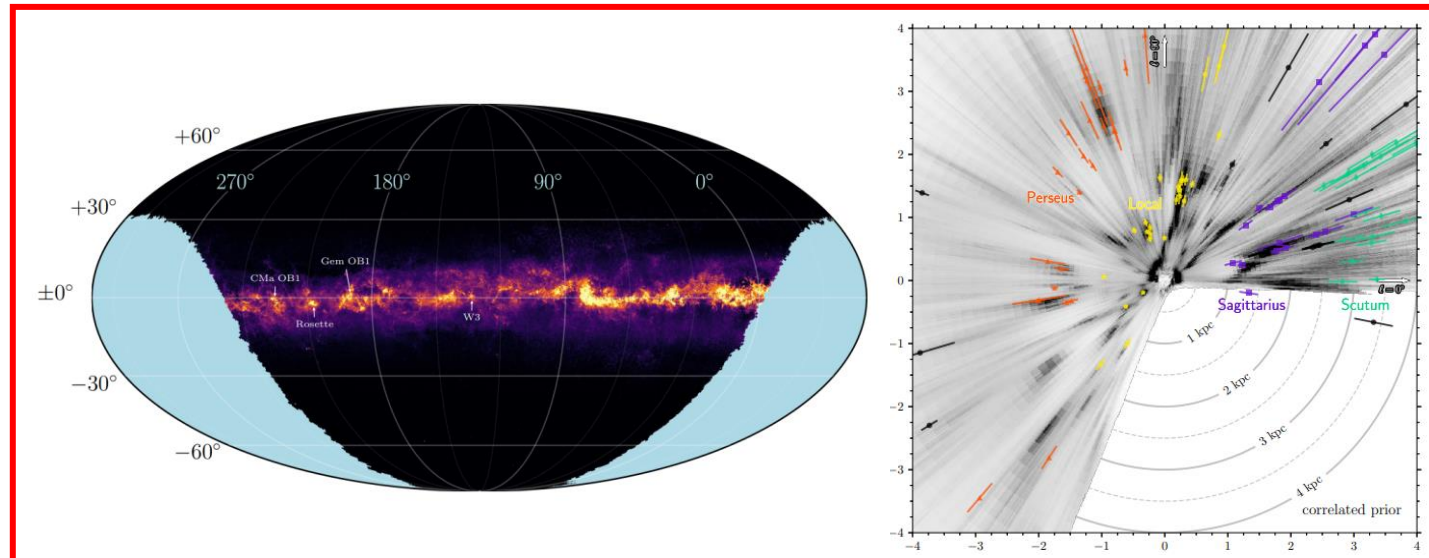 +60°
270° 180° 90° 0°
+30°
Gem OB1
CMa OB1
±0°
Rosette
W3
−30°
−60°
4
3
2
1
0
−1
−2
−3
−4
Perseus
Local
Sagittarius
Scutum
ℓ = 0°
1 kpc
2 kpc
3 kpc
4 kpc
correlated prior
−4 −3 −2 −1 0 1 2 3 4